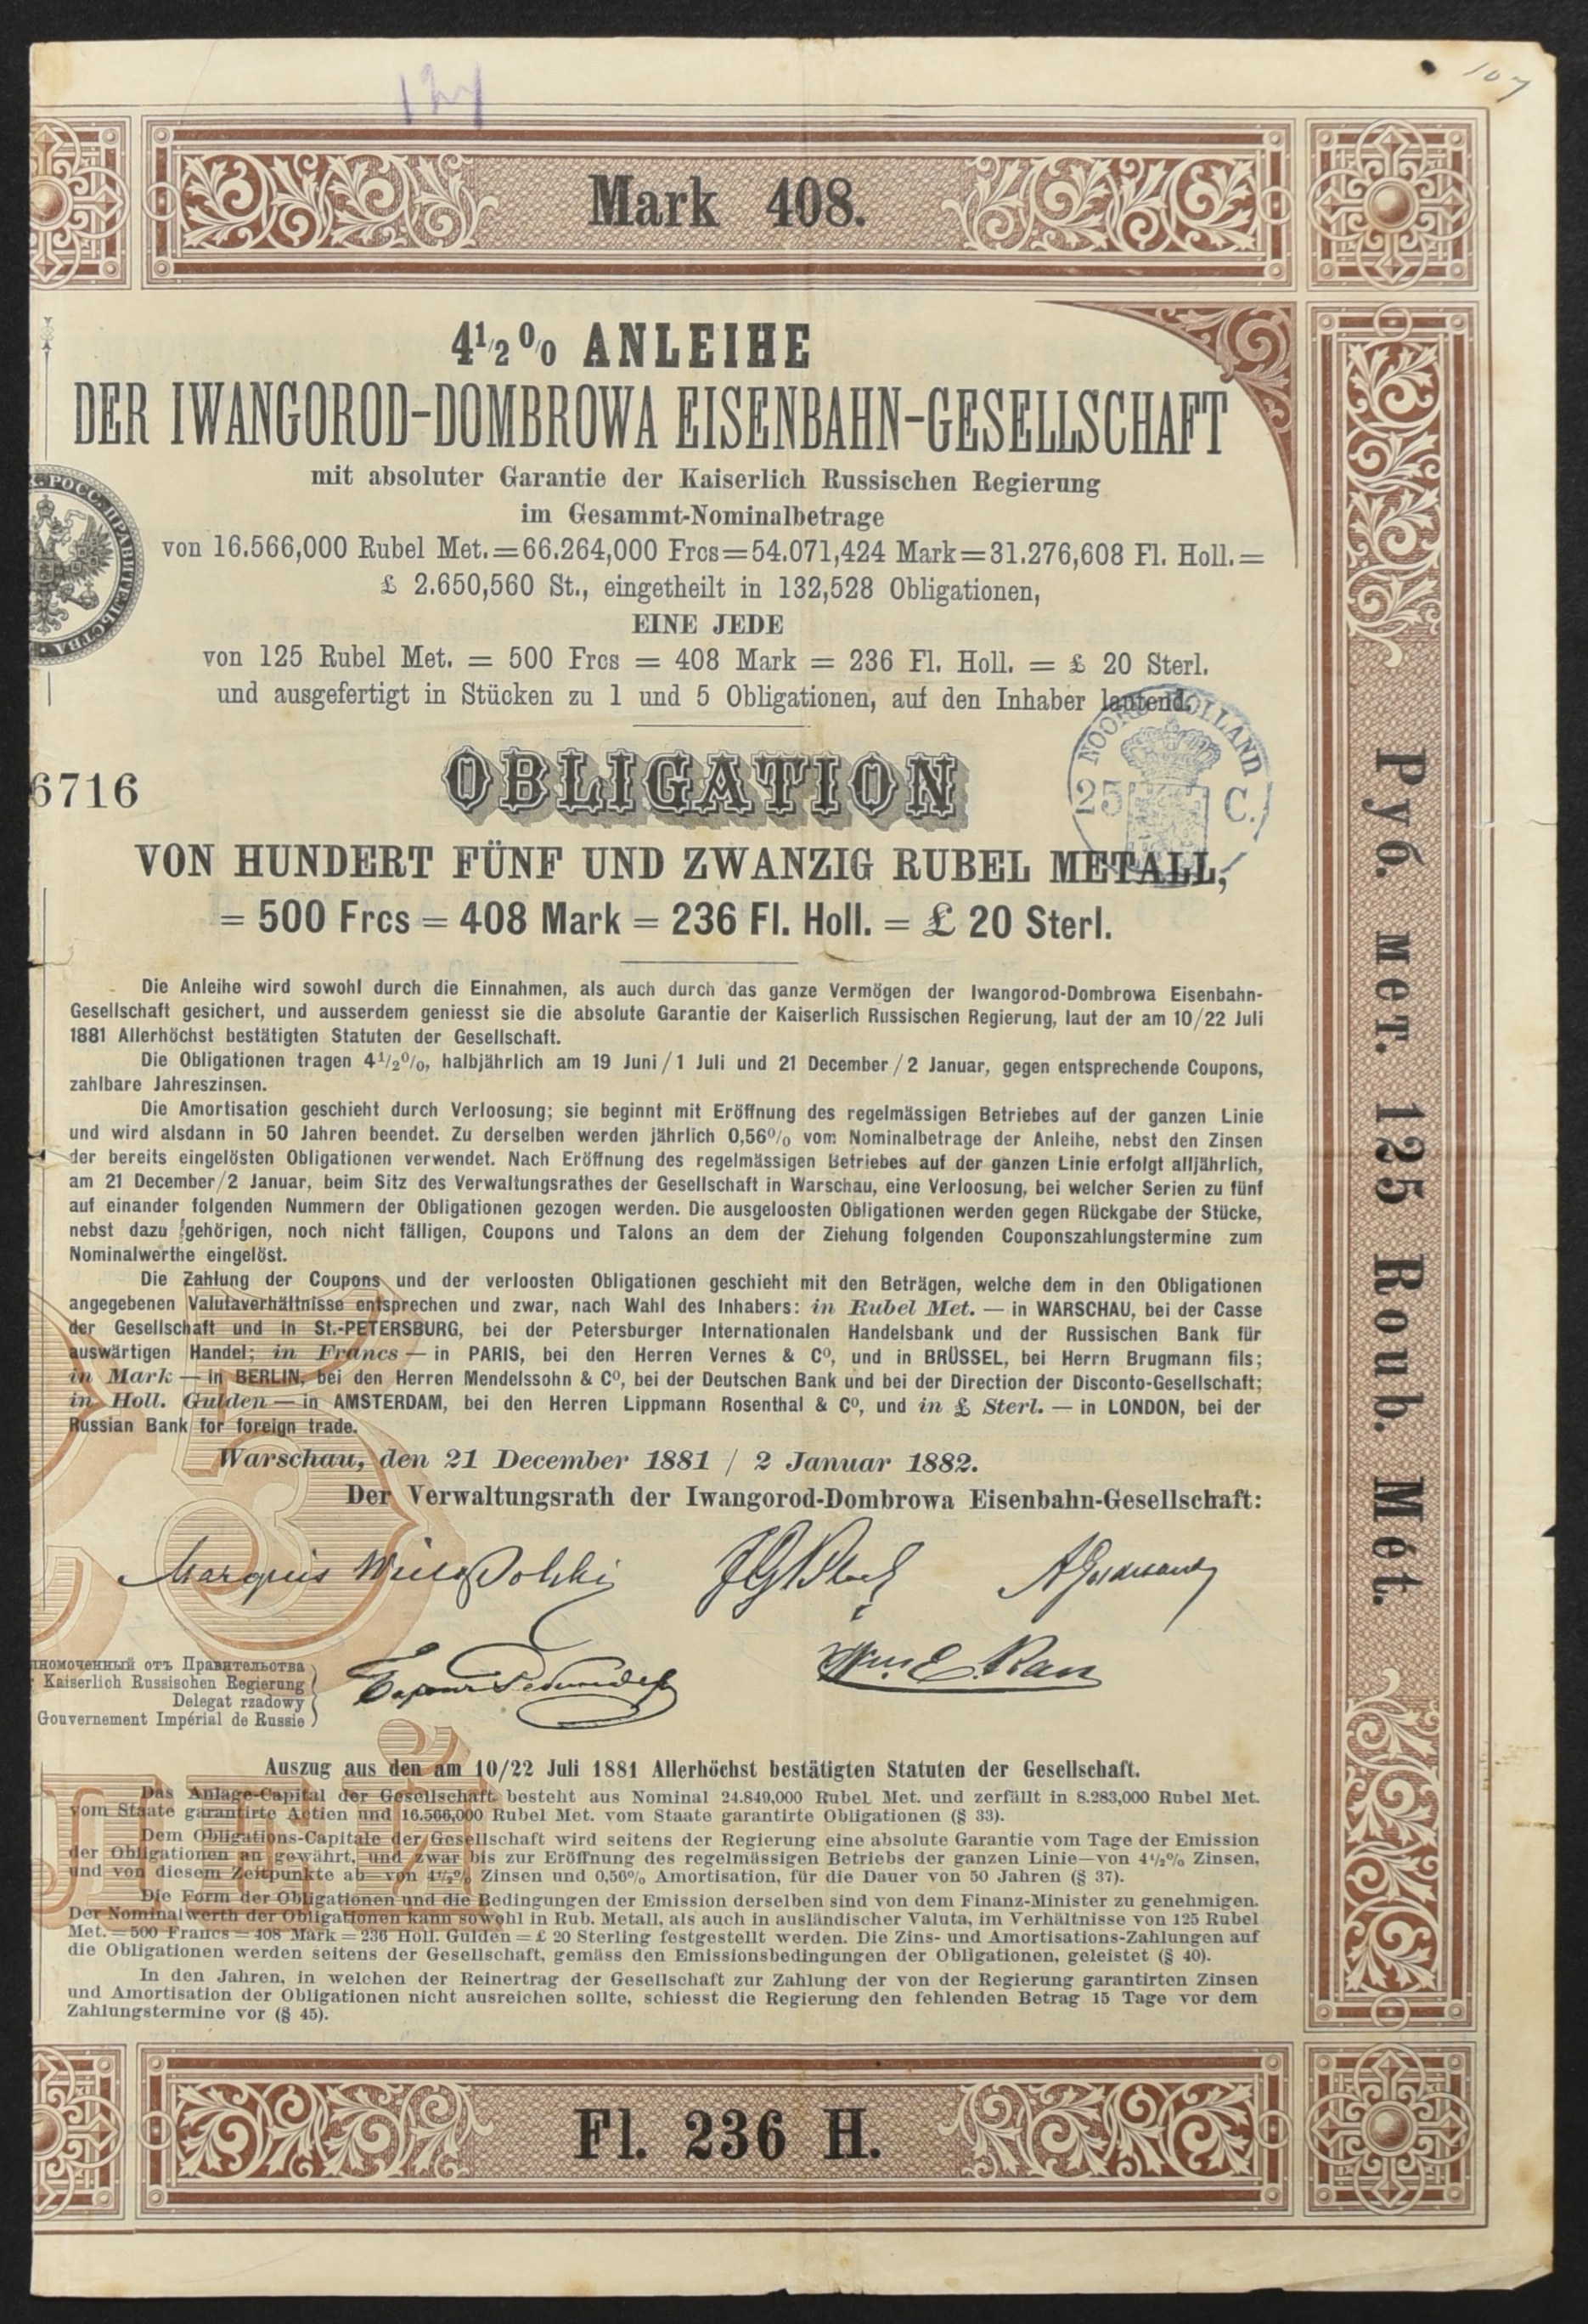 107
Mark 408.
4½% ANLEIHE
DER IWANGOROD-DOMBROWA EISENBAHN-GESELLSCHAFT
mit absoluter Garantie der Kaiserlich Russischen Regierung
im Gesammt-Nominalbetrage
von 16.566,000 Rubel Met.=66.264,000 Frcs=54.071,424 Mark=31.276,608 Fl. Holl.=
£ 2.650,560 St., eingetheilt in 132,528 Obligationen,
EINE JEDE
von 125 Rubel Met. = 500 Frcs = 408 Mark = 236 Fl. Holl. = £ 20 Sterl.
und ausgefertigt in Stücken zu 1 und 5 Obligationen, auf den Inhaber lautend.
РОСС. ПРАВИТЕЛЬСТВА
NOORD HOLLAND
25 C.
6716
OBLIGATION
VON HUNDERT FÜNF UND ZWANZIG RUBEL METALL,
= 500 Frcs = 408 Mark = 236 Fl. Holl. = £ 20 Sterl.
Die Anleihe wird sowohl durch die Einnahmen, als auch durch das ganze Vermögen der Iwangorod-Dombrowa Eisenbahn-
Gesellschaft gesichert, und ausserdem geniesst sie die absolute Garantie der Kaiserlich Russischen Regierung, laut der am 10/22 Juli
1881 Allerhöchst bestätigten Statuten der Gesellschaft.
Die Obligationen tragen 4½%, halbjährlich am 19 Juni / 1 Juli und 21 December / 2 Januar, gegen entsprechende Coupons,
zahlbare Jahreszinsen.
Die Amortisation geschieht durch Verloosung; sie beginnt mit Eröffnung des regelmässigen Betriebes auf der ganzen Linie
und wird alsdann in 50 Jahren beendet. Zu derselben werden jährlich 0,56% vom Nominalbetrage der Anleihe, nebst den Zinsen
der bereits eingelösten Obligationen verwendet. Nach Eröffnung des regelmässigen Betriebes auf der ganzen Linie erfolgt alljährlich,
am 21 December/2 Januar, beim Sitz des Verwaltungsrathes der Gesellschaft in Warschau, eine Verloosung, bei welcher Serien zu fünf
auf einander folgenden Nummern der Obligationen gezogen werden. Die ausgeloosten Obligationen werden gegen Rückgabe der Stücke,
nebst dazu gehörigen, noch nicht fälligen, Coupons und Talons an dem der Ziehung folgenden Couponszahlungstermine zum
Nominalwerthe eingelöst.
Die Zahlung der Coupons und der verloosten Obligationen geschieht mit den Beträgen, welche dem in den Obligationen
angegebenen Valutaverhältnisse entsprechen und zwar, nach Wahl des Inhabers: in Rubel Met. — in WARSCHAU, bei der Casse
der Gesellschaft und in St.-PETERSBURG, bei der Petersburger Internationalen Handelsbank und der Russischen Bank für
auswärtigen Handel; in Francs — in PARIS, bei den Herren Vernes & Cº, und in BRÜSSEL, bei Herrn Brugmann fils;
in Mark — in BERLIN, bei den Herren Mendelssohn & Cº, bei der Deutschen Bank und bei der Direction der Disconto-Gesellschaft;
in Holl. Gulden — in AMSTERDAM, bei den Herren Lippmann Rosenthal & Cº, und in £ Sterl. — in LONDON, bei der
Russian Bank for foreign trade.
Warschau, den 21 December 1881 / 2 Januar 1882.
Der Verwaltungsrath der Iwangorod-Dombrowa Eisenbahn-Gesellschaft:
Marquis Wielopolski
Wm. E. Rau
номоченный отъ Правительства
Kaiserlich Russischen Regierung
Delegat rzadowy
Gouvernement Impérial de Russie
Auszug aus den am 10/22 Juli 1881 Allerhöchst bestätigten Statuten der Gesellschaft.
Das Anlage-Capital der Gesellschaft besteht aus Nominal 24.849,000 Rubel Met. und zerfällt in 8.283,000 Rubel Met.
vom Staate garantirte Actien und 16.566,000 Rubel Met. vom Staate garantirte Obligationen (§ 33).
Dem Obligations-Capitale der Gesellschaft wird seitens der Regierung eine absolute Garantie vom Tage der Emission
der Obligationen an gewährt, und zwar bis zur Eröffnung des regelmässigen Betriebs der ganzen Linie—von 4½% Zinsen,
und von diesem Zeitpunkte ab—von 4½% Zinsen und 0,56% Amortisation, für die Dauer von 50 Jahren (§ 37).
Die Form der Obligationen und die Bedingungen der Emission derselben sind von dem Finanz-Minister zu genehmigen.
Der Nominalwerth der Obligationen kann sowohl in Rub. Metall, als auch in ausländischer Valuta, im Verhältnisse von 125 Rubel
Met.=500 Francs=408 Mark=236 Holl. Gulden=£ 20 Sterling festgestellt werden. Die Zins- und Amortisations-Zahlungen auf
die Obligationen werden seitens der Gesellschaft, gemäss den Emissionsbedingungen der Obligationen, geleistet (§ 40).
In den Jahren, in welchen der Reinertrag der Gesellschaft zur Zahlung der von der Regierung garantirten Zinsen
und Amortisation der Obligationen nicht ausreichen sollte, schiesst die Regierung den fehlenden Betrag 15 Tage vor dem
Zahlungstermine vor (§ 45).
Fl. 236 H.
Руб. мет. 125 Roub. Mét.